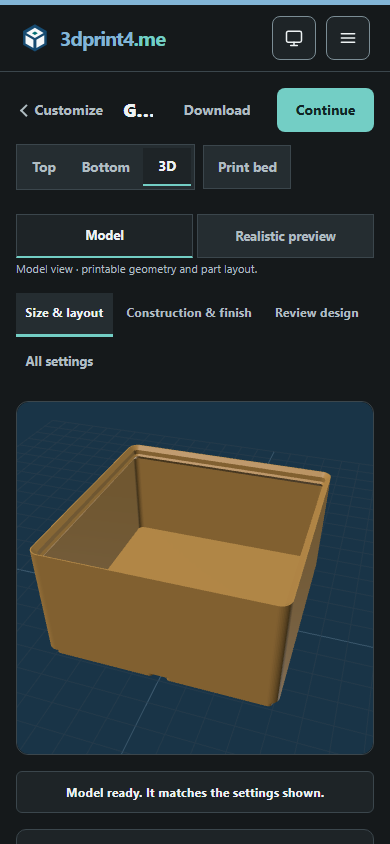 3dprint4.me
Customize
G...
Download
Continue
Top
Bottom
3D
Print bed
Model
Realistic preview
Model view · printable geometry and part layout.
Size & layout
Construction & finish
Review design
All settings
Model ready. It matches the settings shown.